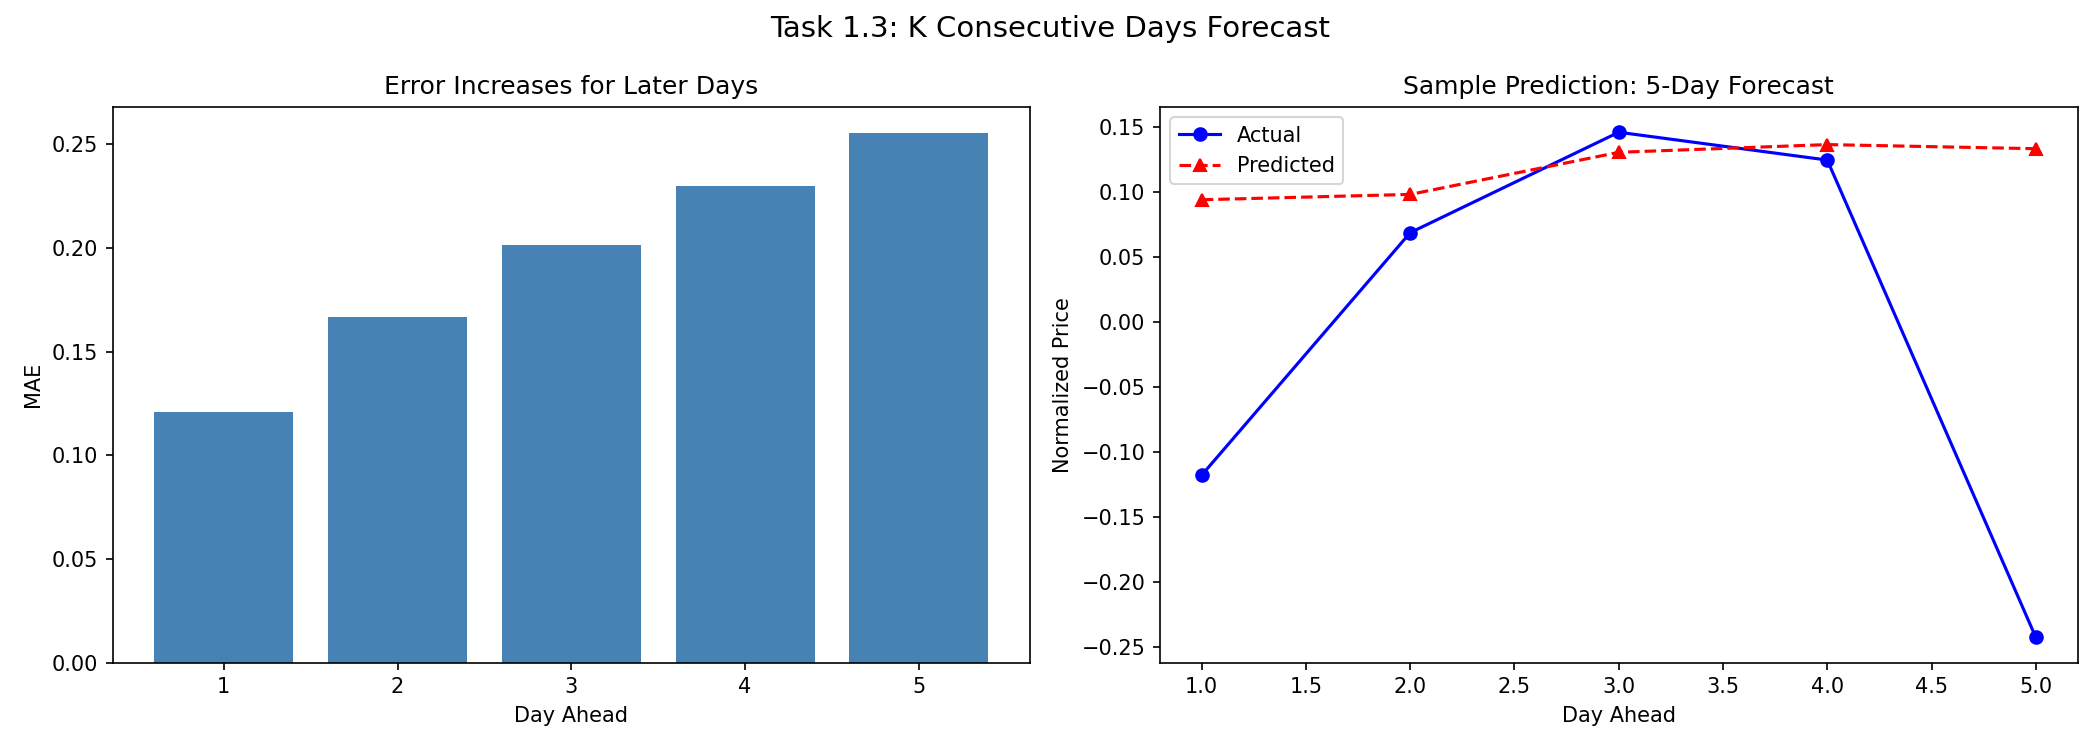 Task 1.3: K Consecutive Days Forecast
Error Increases for Later Days
MAE
0.25
0.20
0.15
0.10
0.05
0.00
1 2 3 4 5
Day Ahead
Sample Prediction: 5-Day Forecast
Actual
Predicted
Normalized Price
0.15
0.10
0.05
0.00
−0.05
−0.10
−0.15
−0.20
−0.25
1.0 1.5 2.0 2.5 3.0 3.5 4.0 4.5 5.0
Day Ahead